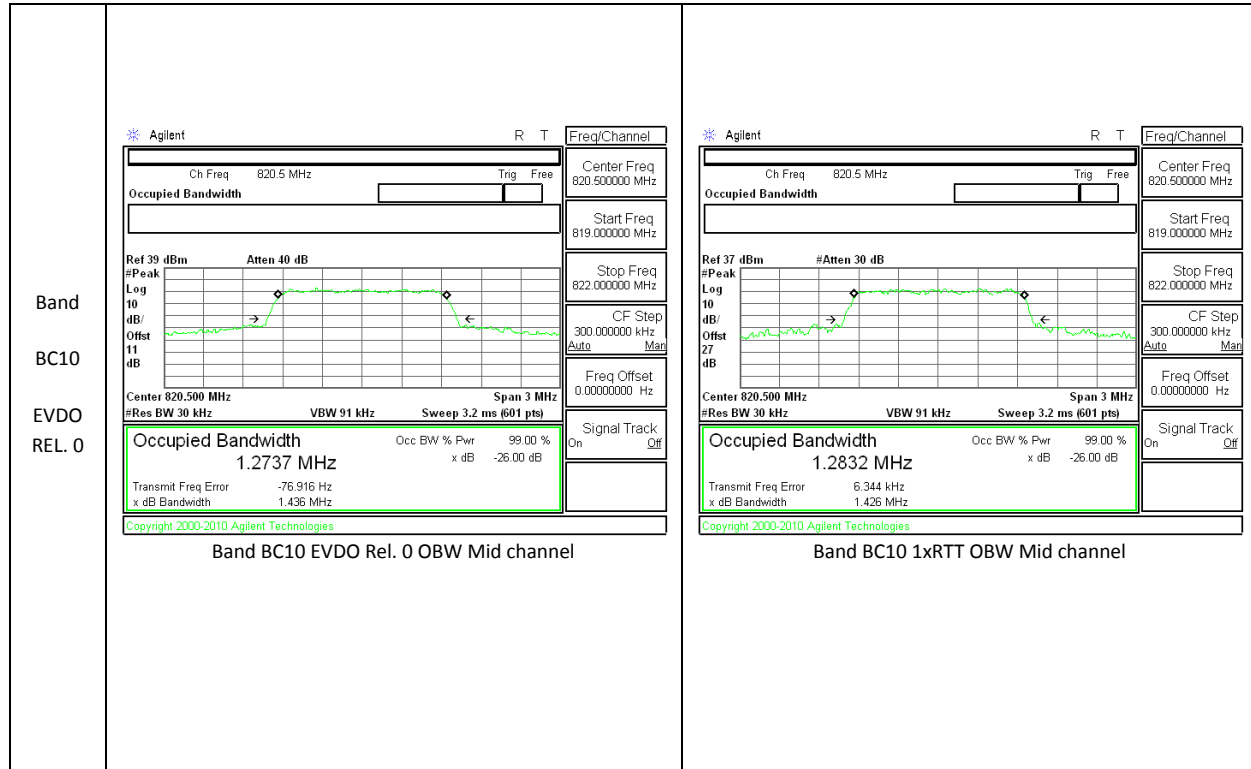 Band
BC10
EVDO
REL. 0
Agilent R T
Freq/Channel
Ch Freq 820.5 MHz Trig Free
Occupied Bandwidth
Center Freq
820.500000 MHz
Start Freq
819.000000 MHz
Stop Freq
822.000000 MHz
CF Step
300.000000 kHz
Auto Man
Freq Offset
0.00000000 Hz
Signal Track
On Off
Ref 39 dBm Atten 40 dB
#Peak
Log
10
dB/
Offst
11
dB
Center 820.500 MHz Span 3 MHz
#Res BW 30 kHz VBW 91 kHz Sweep 3.2 ms (601 pts)
Occupied Bandwidth Occ BW % Pwr 99.00 %
1.2737 MHz x dB -26.00 dB
Transmit Freq Error -76.916 Hz
x dB Bandwidth 1.436 MHz
Copyright 2000-2010 Agilent Technologies
Band BC10 EVDO Rel. 0 OBW Mid channel
Agilent R T
Freq/Channel
Ch Freq 820.5 MHz Trig Free
Occupied Bandwidth
Center Freq
820.500000 MHz
Start Freq
819.000000 MHz
Stop Freq
822.000000 MHz
CF Step
300.000000 kHz
Auto Man
Freq Offset
0.00000000 Hz
Signal Track
On Off
Ref 37 dBm #Atten 30 dB
#Peak
Log
10
dB/
Offst
27
dB
Center 820.500 MHz Span 3 MHz
#Res BW 30 kHz VBW 91 kHz Sweep 3.2 ms (601 pts)
Occupied Bandwidth Occ BW % Pwr 99.00 %
1.2832 MHz x dB -26.00 dB
Transmit Freq Error 6.344 kHz
x dB Bandwidth 1.426 MHz
Copyright 2000-2010 Agilent Technologies
Band BC10 1xRTT OBW Mid channel